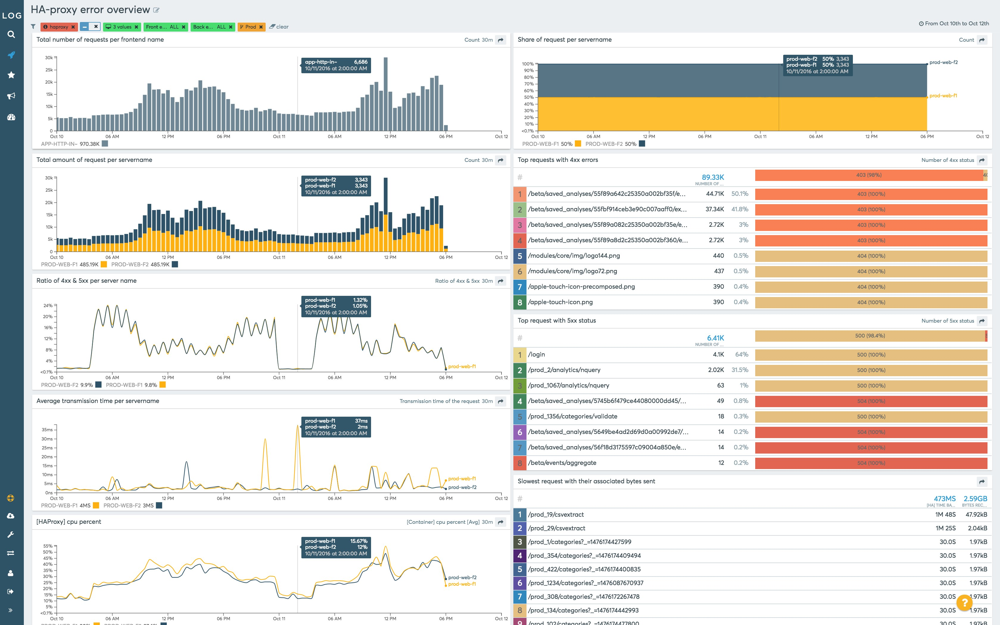 LOG
HA-proxy error overview
haproxy
3 values
Front e... ALL
Back e... ALL
Prod
clear
From Oct 10th to Oct 12th
Total number of requests per frontend name
Count 30m
30k
25k
20k
15k
10k
5k
0
app-http-in~ 6,686
10/11/2016 at 2:00:00 AM
Oct 10 06 AM 12 PM 06 PM Oct 11 06 AM 12 PM 06 PM Oct 12
APP-HTTP-IN~ 970.38K
Share of request per servername
Count
100%
90%
80%
70%
60%
50%
40%
30%
20%
10%
<0.1%
prod-web-f2 50% 3,343
prod-web-f1 50% 3,343
10/11/2016 at 2:00:00 AM
prod-web-f2
prod-web-f1
Oct 10 06 AM 12 PM 06 PM Oct 11 06 AM 12 PM 06 PM Oct 12
PROD-WEB-F1 50% PROD-WEB-F2 50%
Total amount of request per servername
Count 30m
30k
25k
20k
15k
10k
5k
0
prod-web-f2 3,343
prod-web-f1 3,343
10/11/2016 at 2:00:00 AM
Oct 10 06 AM 12 PM 06 PM Oct 11 06 AM 12 PM 06 PM Oct 12
PROD-WEB-F1 485.19K PROD-WEB-F2 485.19K
Ratio of 4xx & 5xx per server name
Ratio of 4xx & 5xx 30m
24%
20%
16%
12%
8%
4%
<0.1%
prod-web-f1 1.32%
prod-web-f2 1.05%
10/11/2016 at 2:00:00 AM
prod-web-f1
Oct 10 06 AM 12 PM 06 PM Oct 11 06 AM 12 PM 06 PM Oct 12
PROD-WEB-F2 9.9% PROD-WEB-F1 9.8%
Average transmission time per servername
Transmission time of the request 30m
35ms
30ms
25ms
20ms
15ms
10ms
5ms
0ns
prod-web-f1 37ms
prod-web-f2 2ms
10/11/2016 at 2:00:00 AM
prod-web-f1
prod-web-f2
Oct 10 06 AM 12 PM 06 PM Oct 11 06 AM 12 PM 06 PM Oct 12
PROD-WEB-F1 4MS PROD-WEB-F2 3MS
[HAProxy] cpu percent
[Container] cpu percent [Avg] 30m
55%
50%
45%
40%
35%
30%
25%
20%
15%
10%
5%
<0.1%
prod-web-f1 15.67%
prod-web-f2 12%
10/11/2016 at 2:00:00 AM
prod-web-f2
prod-web-f1
Oct 10 06 AM 12 PM 06 PM Oct 11 06 AM 12 PM 06 PM Oct 12
Top requests with 4xx errors
Number of 4xx status
# 89.33K 403 (98%)
NUMBER OF ...
1 /beta/saved_analyses/55f89a642c25350a002bf35f/e... 44.71K 50.1% 403 (100%)
2 /beta/saved_analyses/55fbf914ceb3e90c007aaff0/ex... 37.34K 41.8% 403 (100%)
3 /beta/saved_analyses/55f89a082c25350a002bf35e/e... 2.72K 3% 403 (100%)
4 /beta/saved_analyses/55f89a8d2c25350a002bf360/e... 2.72K 3% 403 (100%)
5 /modules/core/img/logo144.png 440 0.5% 404 (100%)
6 /modules/core/img/logo72.png 437 0.5% 404 (100%)
7 /apple-touch-icon-precomposed.png 390 0.4% 404 (100%)
8 /apple-touch-icon.png 390 0.4% 404 (100%)
Top request with 5xx status
Number of 5xx status
# 6.41K 500 (98.4%)
NUMBER OF ...
1 /login 4.1K 64% 500 (100%)
2 /prod_2/analytics/nquery 2.02K 31.5% 500 (100%)
3 /prod_1067/analytics/nquery 63 1% 500 (100%)
4 /beta/saved_analyses/5745b6f479ce44080000dd45/... 49 0.8% 504 (100%)
5 /prod_1356/categories/validate 18 0.3% 500 (100%)
6 /beta/saved_analyses/5649be4ad2d69d0a00992de7/... 14 0.2% 504 (100%)
7 /beta/saved_analyses/56f18d3175597c09004a850e/e... 14 0.2% 504 (100%)
8 /beta/events/aggregate 12 0.2% 504 (100%)
Slowest request with their associated bytes sent
# 473MS 2.59GB
[HA] TIME BA... BYTES REC...
1 /prod_19/csvextract 1M 48S 47.92kB
2 /prod_29/csvextract 1M 25S 2.04kB
3 /prod_1/categories?_=1476174427599 30.0S 1.97kB
4 /prod_354/categories?_=1476174409494 30.0S 1.97kB
5 /prod_422/categories?_=1476174400835 30.0S 1.97kB
6 /prod_1234/categories?_=1476087670937 30.0S 1.97kB
7 /prod_308/categories?_=1476172267478 30.0S 1.97kB
8 /prod_134/categories?_=1476174442993 30.0S 1.97kB
9 /prod_102/categories?_=1476174477800 30.0S 1.97kB
?